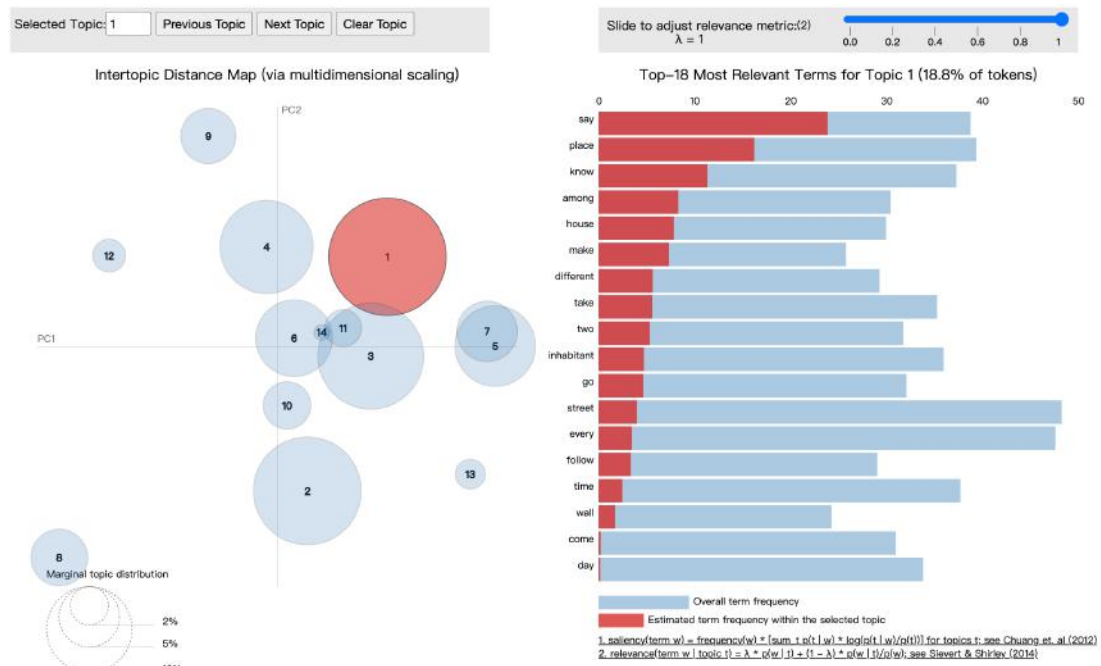 Selected Topic: 1 Previous Topic Next Topic Clear Topic
Slide to adjust relevance metric:(2)
λ = 1
0.0 0.2 0.4 0.6 0.8 1
Intertopic Distance Map (via multidimensional scaling)
PC2
PC1
9
4
12
1
6
14
11
3
7
5
10
2
13
8
Marginal topic distribution
2%
5%
Top-18 Most Relevant Terms for Topic 1 (18.8% of tokens)
0 10 20 30 40 50
say
place
know
among
house
make
different
take
two
inhabitant
go
street
every
follow
time
wall
come
day
Overall term frequency
Estimated term frequency within the selected topic
1. saliency(term w) = frequency(w) * [sum_t p(t | w) * log(p(t | w)/p(t))] for topics t; see Chuang et. al (2012)
2. relevance(term w | topic t) = λ * p(w | t) + (1 - λ) * p(w | t)/p(w); see Sievert & Shirley (2014)